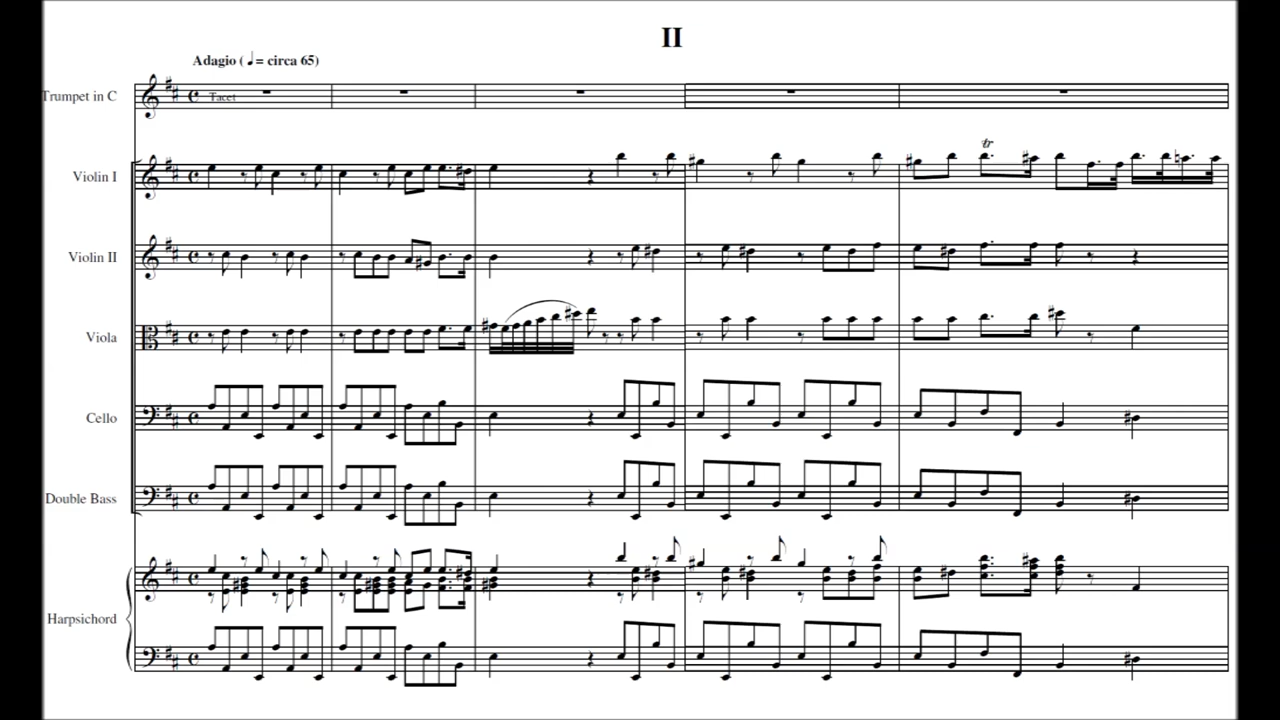 II
Adagio (♩= circa 65)
Trumpet in C
Tacet
tr
Violin I
Violin II
Viola
Cello
Double Bass
Harpsichord